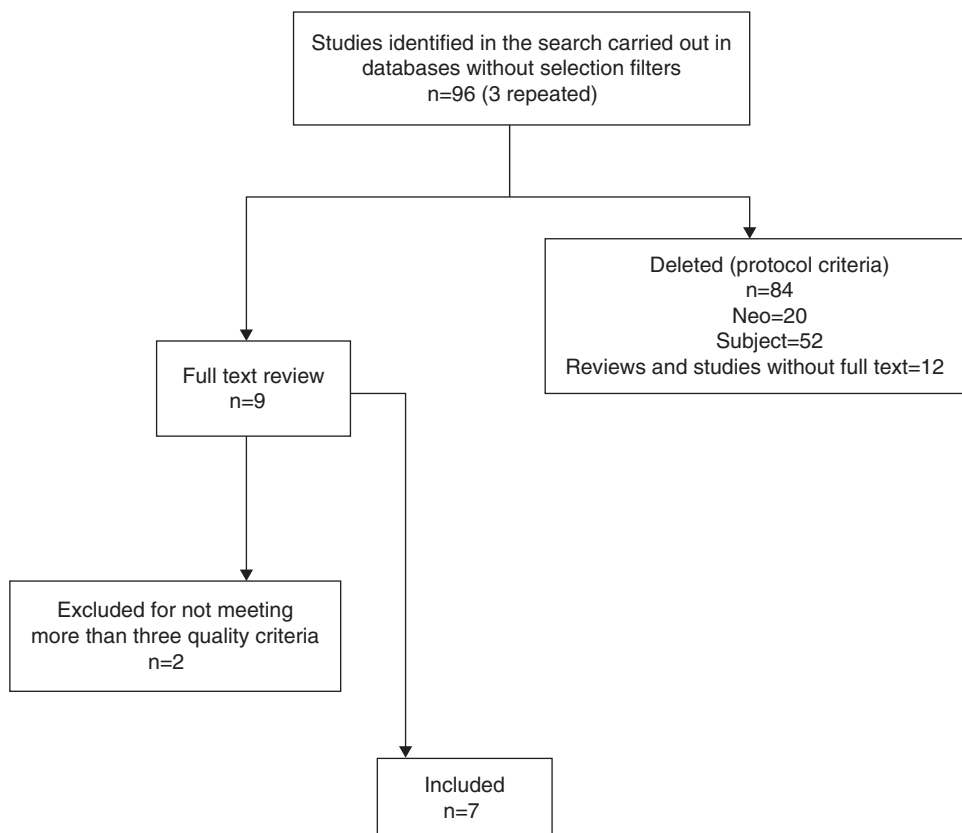 Studies identified in the search carried out in
databases without selection filters
n=96 (3 repeated)
Deleted (protocol criteria)
n=84
Neo=20
Subject=52
Reviews and studies without full text=12
Full text review
n=9
Excluded for not meeting
more than three quality criteria
n=2
Included
n=7